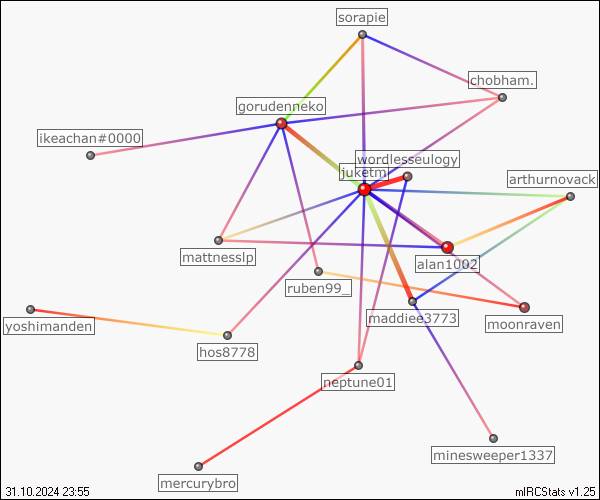 sorapie
chobham.
gorudenneko
ikeachan#0000
wordlesseulogy
juketm
arthurnovack
mattnesslp
alan1002
ruben99_
maddiee3773
moonraven
yoshimanden
hos8778
neptune01
minesweeper1337
mercurybro
31.10.2024 23:55
mIRCStats v1.25